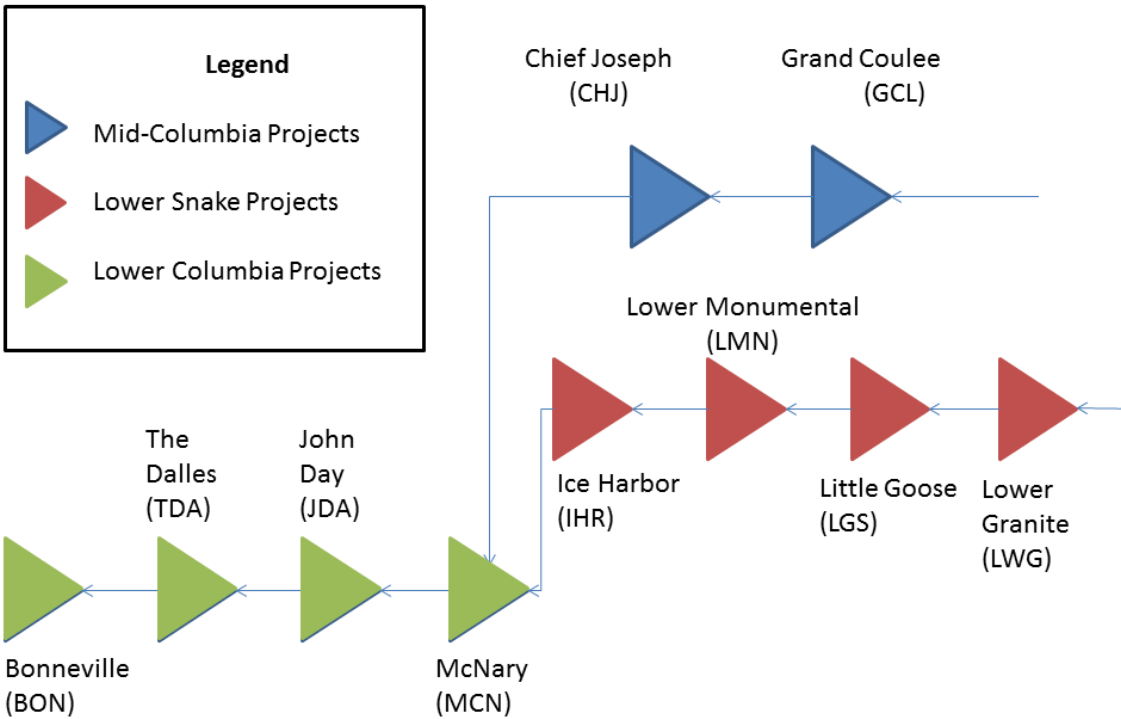 Legend
Mid-Columbia Projects
Lower Snake Projects
Lower Columbia Projects
Chief Joseph
(CHJ)
Grand Coulee
(GCL)
Lower Monumental
(LMN)
Ice Harbor
(IHR)
Little Goose
(LGS)
Lower
Granite
(LWG)
The
Dalles
(TDA)
John
Day
(JDA)
Bonneville
(BON)
McNary
(MCN)